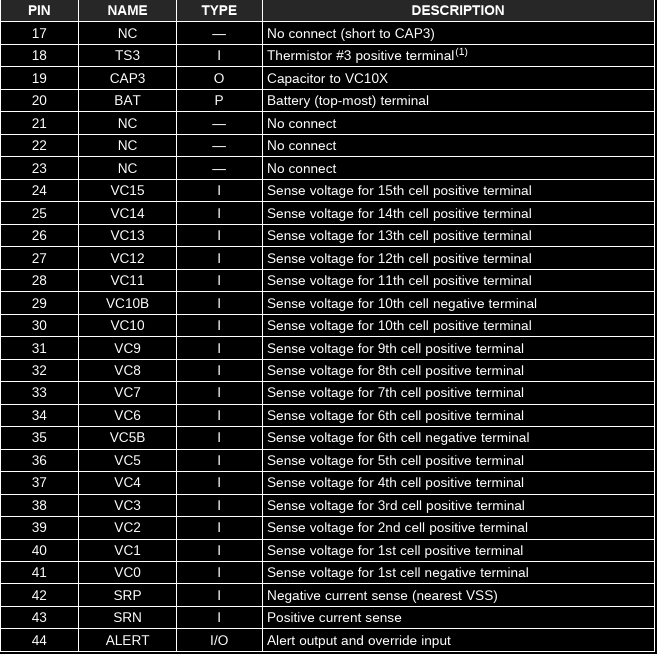 PIN NAME TYPE DESCRIPTION
17 NC — No connect (short to CAP3)
18 TS3 I Thermistor #3 positive terminal(1)
19 CAP3 O Capacitor to VC10X
20 BAT P Battery (top-most) terminal
21 NC — No connect
22 NC — No connect
23 NC — No connect
24 VC15 I Sense voltage for 15th cell positive terminal
25 VC14 I Sense voltage for 14th cell positive terminal
26 VC13 I Sense voltage for 13th cell positive terminal
27 VC12 I Sense voltage for 12th cell positive terminal
28 VC11 I Sense voltage for 11th cell positive terminal
29 VC10B I Sense voltage for 10th cell negative terminal
30 VC10 I Sense voltage for 10th cell positive terminal
31 VC9 I Sense voltage for 9th cell positive terminal
32 VC8 I Sense voltage for 8th cell positive terminal
33 VC7 I Sense voltage for 7th cell positive terminal
34 VC6 I Sense voltage for 6th cell positive terminal
35 VC5B I Sense voltage for 6th cell negative terminal
36 VC5 I Sense voltage for 5th cell positive terminal
37 VC4 I Sense voltage for 4th cell positive terminal
38 VC3 I Sense voltage for 3rd cell positive terminal
39 VC2 I Sense voltage for 2nd cell positive terminal
40 VC1 I Sense voltage for 1st cell positive terminal
41 VC0 I Sense voltage for 1st cell negative terminal
42 SRP I Negative current sense (nearest VSS)
43 SRN I Positive current sense
44 ALERT I/O Alert output and override input